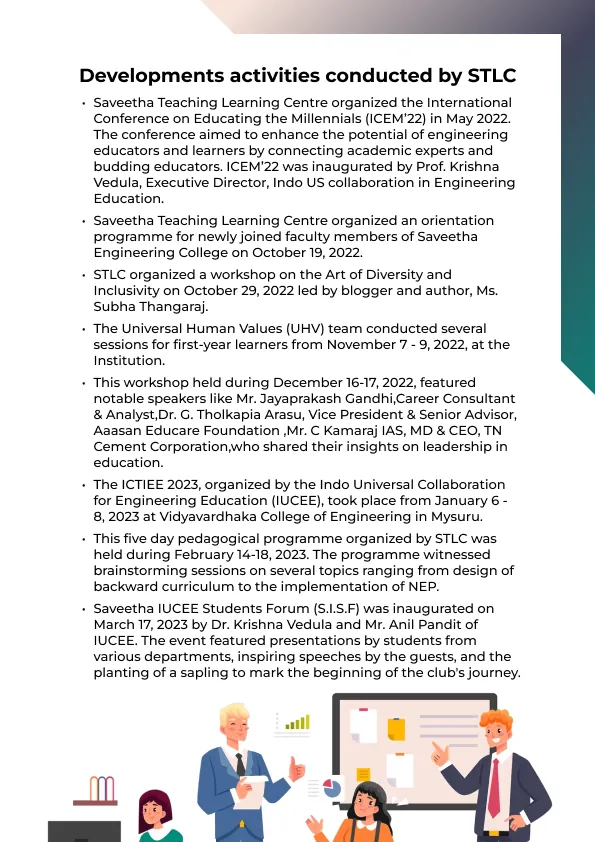 Developments activities conducted by STLC
• Saveetha Teaching Learning Centre organized the International
Conference on Educating the Millennials (ICEM’22) in May 2022.
The conference aimed to enhance the potential of engineering
educators and learners by connecting academic experts and
budding educators. ICEM’22 was inaugurated by Prof. Krishna
Vedula, Executive Director, Indo US collaboration in Engineering
Education.
• Saveetha Teaching Learning Centre organized an orientation
programme for newly joined faculty members of Saveetha
Engineering College on October 19, 2022.
• STLC organized a workshop on the Art of Diversity and
Inclusivity on October 29, 2022 led by blogger and author, Ms.
Subha Thangaraj.
• The Universal Human Values (UHV) team conducted several
sessions for first-year learners from November 7 - 9, 2022, at the
Institution.
• This workshop held during December 16-17, 2022, featured
notable speakers like Mr. Jayaprakash Gandhi,Career Consultant
& Analyst,Dr. G. Tholkapia Arasu, Vice President & Senior Advisor,
Aaasan Educare Foundation ,Mr. C Kamaraj IAS, MD & CEO, TN
Cement Corporation,who shared their insights on leadership in
education.
• The ICTIEE 2023, organized by the Indo Universal Collaboration
for Engineering Education (IUCEE), took place from January 6 -
8, 2023 at Vidyavardhaka College of Engineering in Mysuru.
• This five day pedagogical programme organized by STLC was
held during February 14-18, 2023. The programme witnessed
brainstorming sessions on several topics ranging from design of
backward curriculum to the implementation of NEP.
• Saveetha IUCEE Students Forum (S.I.S.F) was inaugurated on
March 17, 2023 by Dr. Krishna Vedula and Mr. Anil Pandit of
IUCEE. The event featured presentations by students from
various departments, inspiring speeches by the guests, and the
planting of a sapling to mark the beginning of the club's journey.